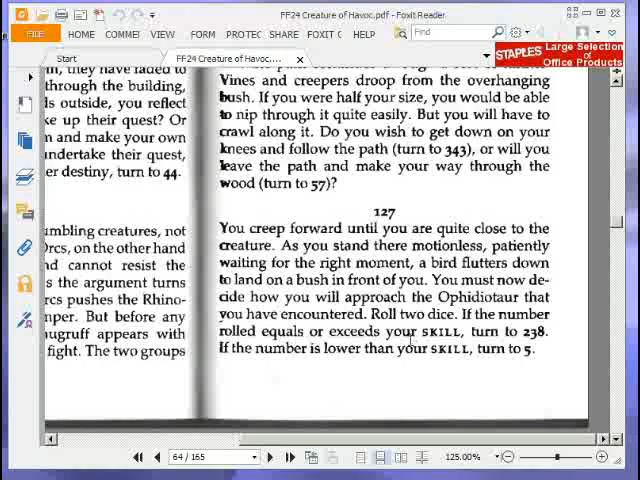 FF24 Creature of Havoc.pdf - Foxit Reader
FILE
HOME
COMMEI
VIEW
FORM
PROTEC
SHARE
FOXIT C
HELP
Find
Start
FF24 Creature of Havoc....
STAPLES
Large Selection
of
Office Products
n, they have faded to
through the building,
ls outside, you reflect
ke up their quest? Or
m and make your own
undertake their quest,
er destiny, turn to 44.
umbling creatures, not
Orcs, on the other hand
nd cannot resist the
s the argument turns
rcs pushes the Rhino-
mper. But before any
augruff appears with
fight. The two groups
Vines and creepers droop from the overhanging
bush. If you were half your size, you would be able
to nip through it quite easily. But you will have to
crawl along it. Do you wish to get down on your
knees and follow the path (turn to 343), or will you
leave the path and make your way through the
wood (turn to 57)?
127
You creep forward until you are quite close to the
creature. As you stand there motionless, patiently
waiting for the right moment, a bird flutters down
to land on a bush in front of you. You must now de-
cide how you will approach the Ophidiotaur that
you have encountered. Roll two dice. If the number
rolled equals or exceeds your SKILL, turn to 238.
If the number is lower than your SKILL, turn to 5.
64 / 165
125.00%